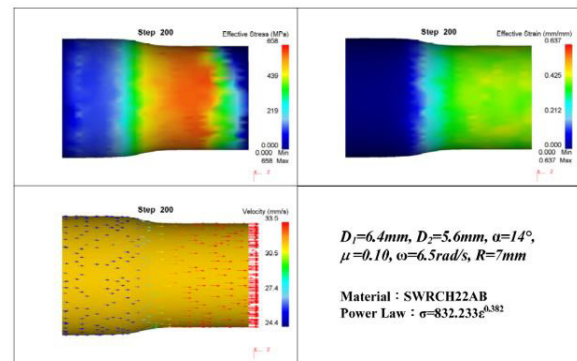 Step 200
Effective Stress (MPa)
658
439
219
0.000
0.000 Min
658 Max
Step 200
Effective Strain (mm/mm)
0.637
0.425
0.212
0.000
0.000 Min
0.637 Max
Step 200
Velocity (mm/s)
33.5
30.5
27.4
24.4
D1=6.4mm, D2=5.6mm, α=14°,
μ=0.10, ω=6.5rad/s, R=7mm
Material：SWRCH22AB
Power Law：σ=832.233ε^0.382